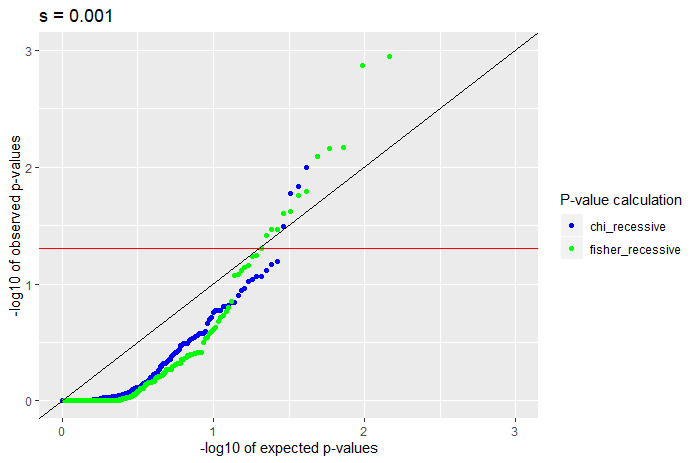 s = 0.001
3
2
1
0
-log10 of observed p-values
0
1
2
3
-log10 of expected p-values
P-value calculation
chi_recessive
fisher_recessive